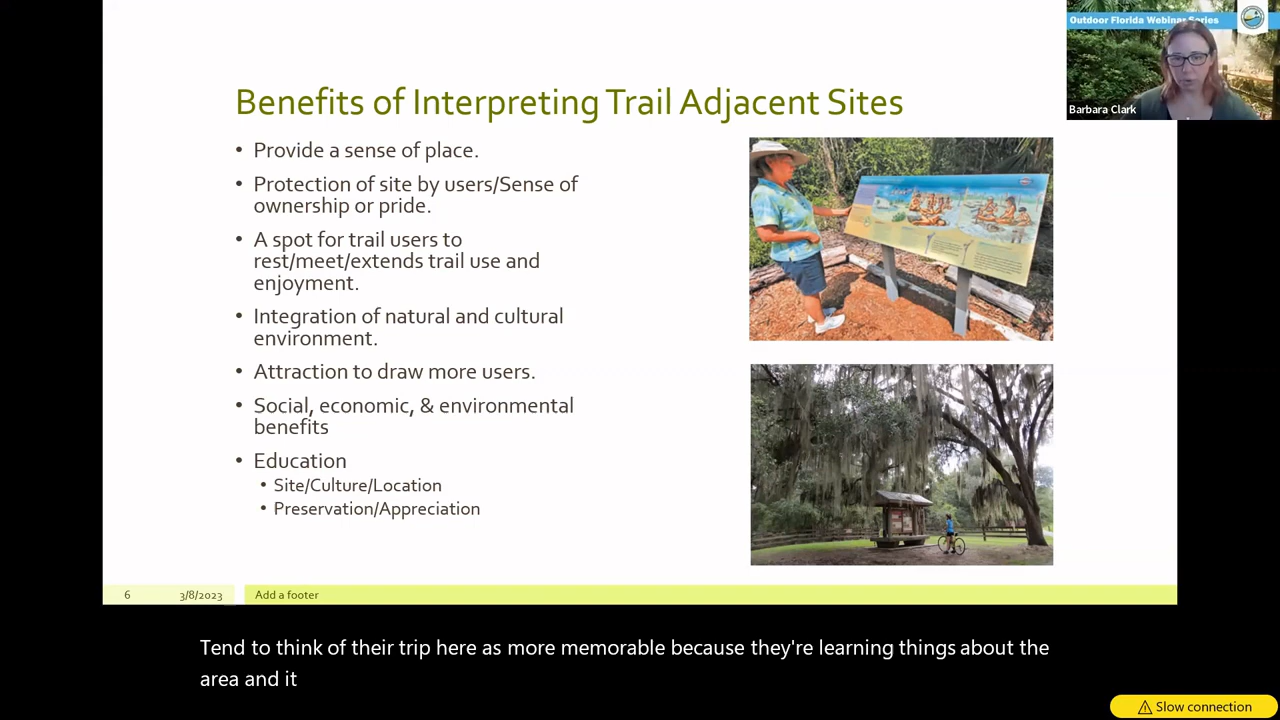 Outdoor Florida Webinar Series
Barbara Clark
Benefits of Interpreting Trail Adjacent Sites
• Provide a sense of place.
• Protection of site by users/Sense of
ownership or pride.
• A spot for trail users to
rest/meet/extends trail use and
enjoyment.
• Integration of natural and cultural
environment.
• Attraction to draw more users.
• Social, economic, & environmental
benefits
• Education
• Site/Culture/Location
• Preservation/Appreciation
6
3/8/2023
Add a footer
Tend to think of their trip here as more memorable because they're learning things about the
area and it
Slow connection